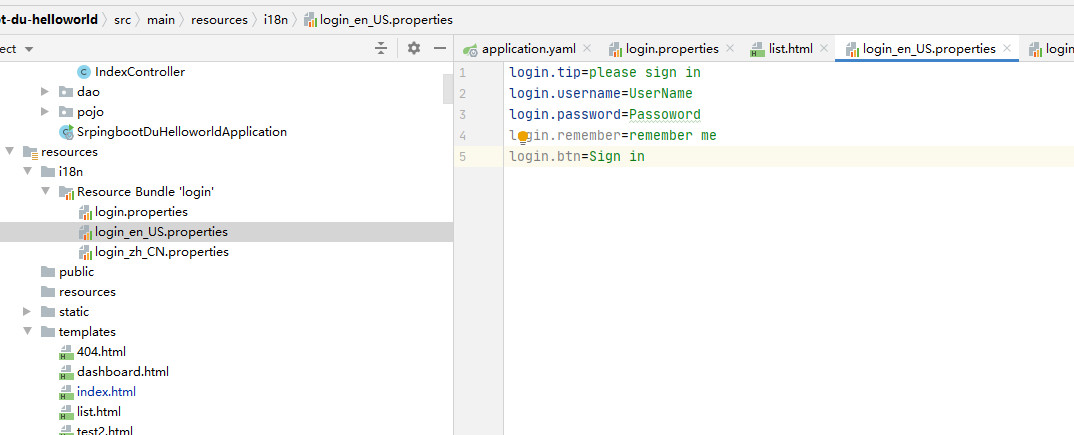 ot-du-helloworld
src
main
resources
i18n
login_en_US.properties
ect
application.yaml
login.properties
list.html
login_en_US.properties
login
IndexController
dao
pojo
SrpingbootDuHelloworldApplication
resources
i18n
Resource Bundle 'login'
login.properties
login_en_US.properties
login_zh_CN.properties
public
resources
static
templates
404.html
dashboard.html
index.html
list.html
test2.html
1 login.tip=please sign in
2 login.username=UserName
3 login.password=Passoword
4 login.remember=remember me
5 login.btn=Sign in